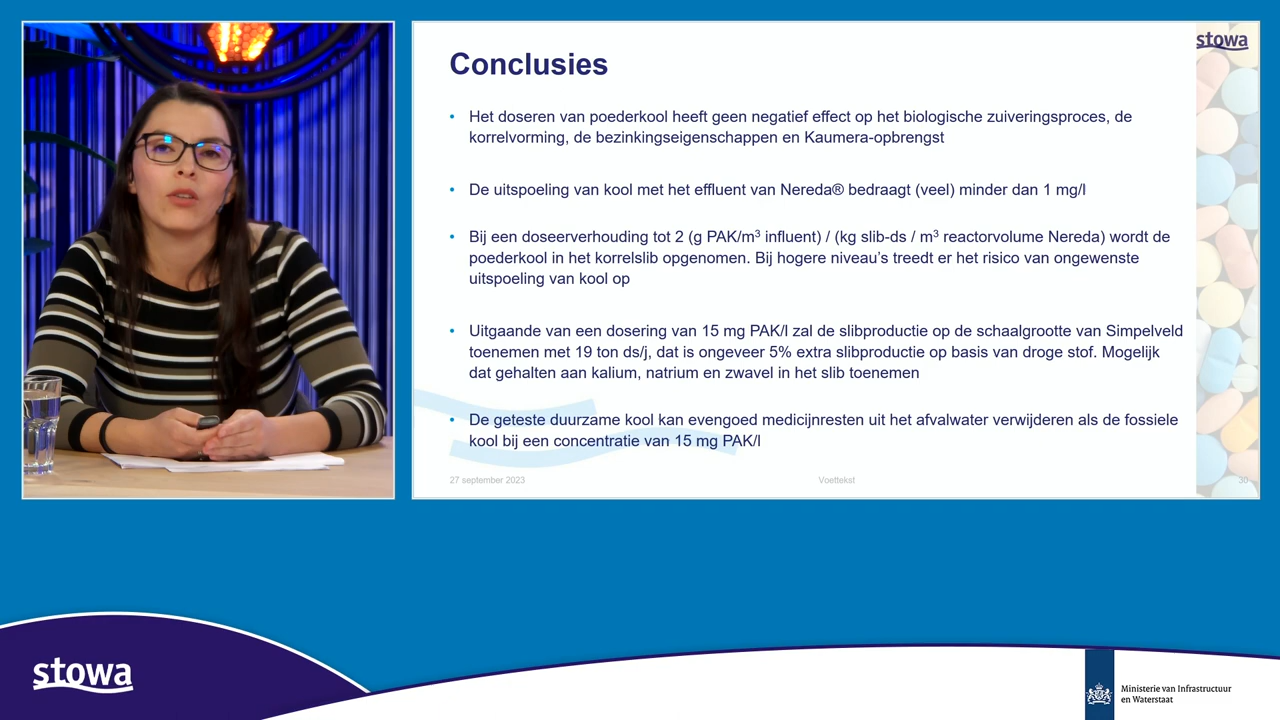 stowa
Conclusies
• Het doseren van poederkool heeft geen negatief effect op het biologische zuiveringsproces, de
korrelvorming, de bezinkingseigenschappen en Kaumera-opbrengst
• De uitspoeling van kool met het effluent van Nereda® bedraagt (veel) minder dan 1 mg/l
• Bij een doseerverhouding tot 2 (g PAK/m³ influent) / (kg slib-ds / m³ reactorvolume Nereda) wordt de
poederkool in het korrelslib opgenomen. Bij hogere niveau's treedt er het risico van ongewenste
uitspoeling van kool op
• Uitgaande van een dosering van 15 mg PAK/l zal de slibproductie op de schaalgrootte van Simpelveld
toenemen met 19 ton ds/j, dat is ongeveer 5% extra slibproductie op basis van droge stof. Mogelijk
dat gehalten aan kalium, natrium en zwavel in het slib toenemen
• De geteste duurzame kool kan evengoed medicijnresten uit het afvalwater verwijderen als de fossiele
kool bij een concentratie van 15 mg PAK/l
27 september 2023
Voettekst
30
stowa
Ministerie van Infrastructuur
en Waterstaat